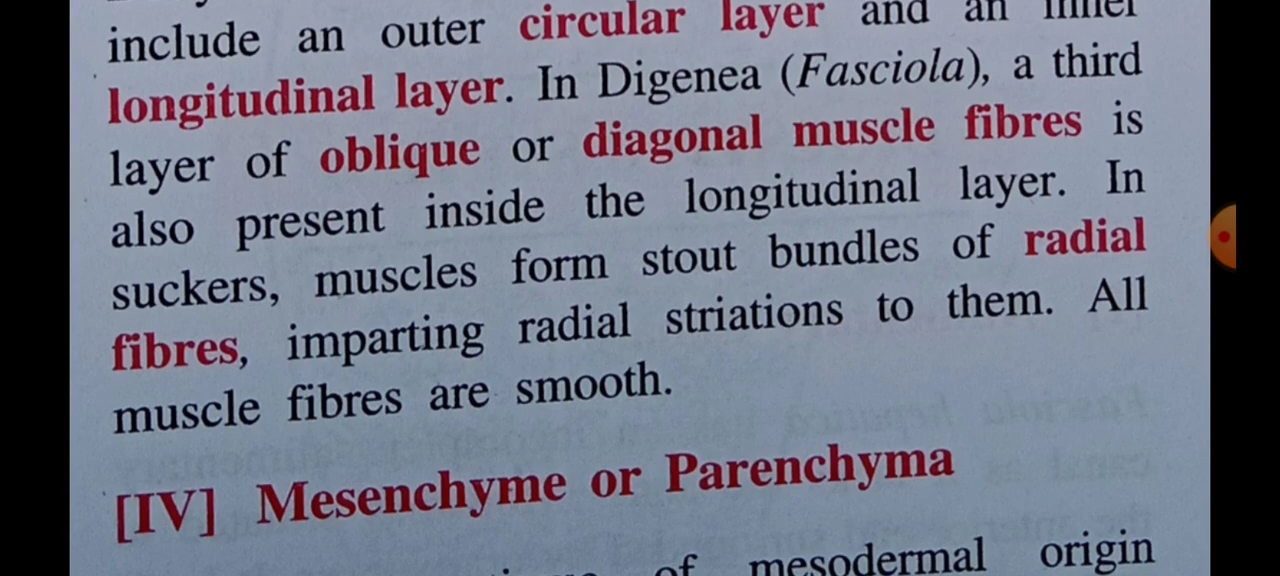 include an outer circular layer and an inner
longitudinal layer. In Digenea (Fasciola), a third
layer of oblique or diagonal muscle fibres is
also present inside the longitudinal layer. In
suckers, muscles form stout bundles of radial
fibres, imparting radial striations to them. All
muscle fibres are smooth.
[IV] Mesenchyme or Parenchyma
of mesodermal origin